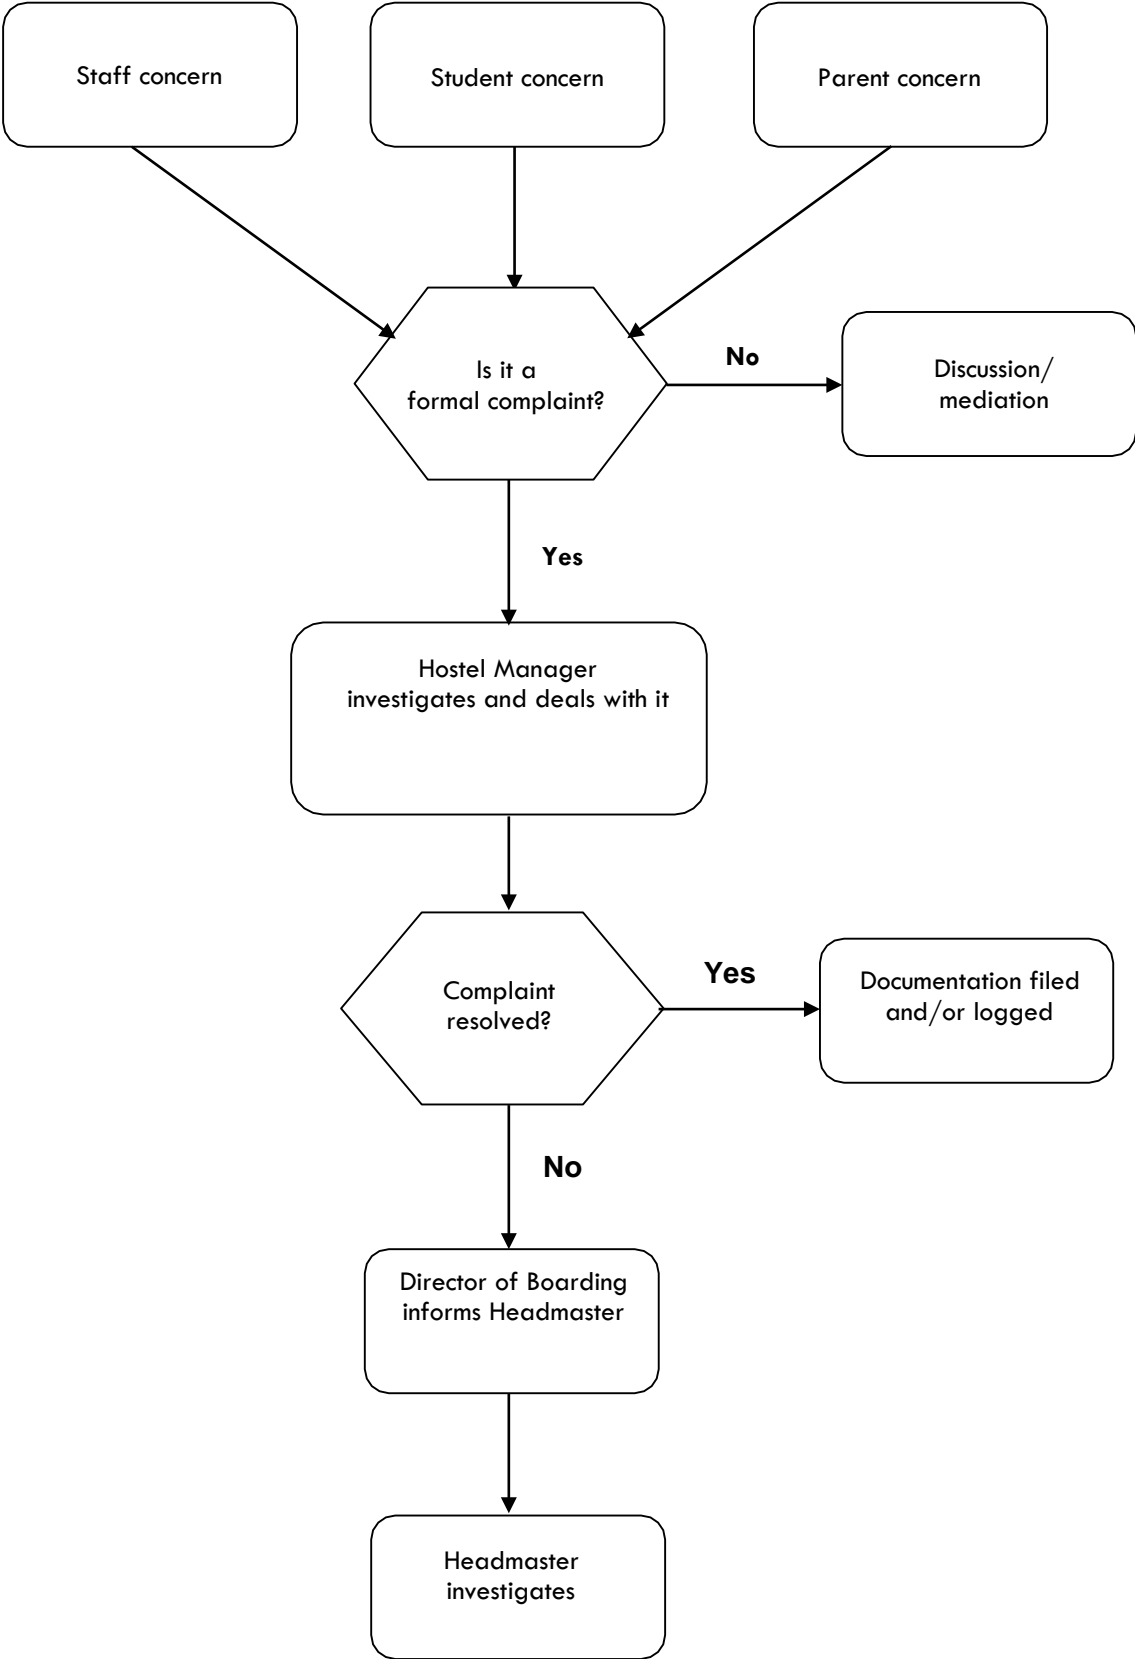 Staff concern
Student concern
Parent concern
Is it a
formal complaint?
No
Discussion/
mediation
Yes
Hostel Manager
investigates and deals with it
Complaint
resolved?
Yes
Documentation filed
and/or logged
No
Director of Boarding
informs Headmaster
Headmaster
investigates